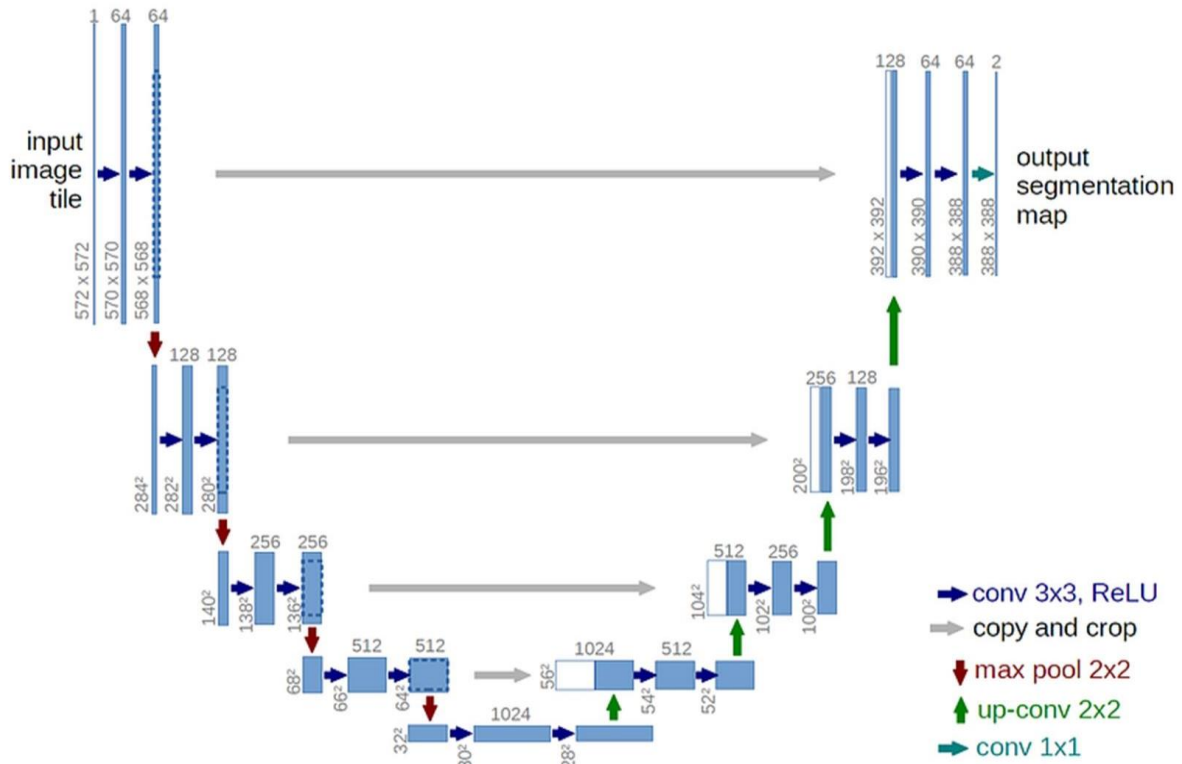 1 64 64
128 64 64 2
input
image
tile
output
segmentation
map
572 x 572
570 x 570
568 x 568
392 x 392
390 x 390
388 x 388
388 x 388
128 128
256 128
284²
282²
280²
200²
198²
196²
256 256
512 256
140²
138²
136²
104²
102²
100²
conv 3x3, ReLU
copy and crop
max pool 2x2
up-conv 2x2
conv 1x1
512 512
1024 512
68²
66²
64²
56²
54²
52²
1024
32²